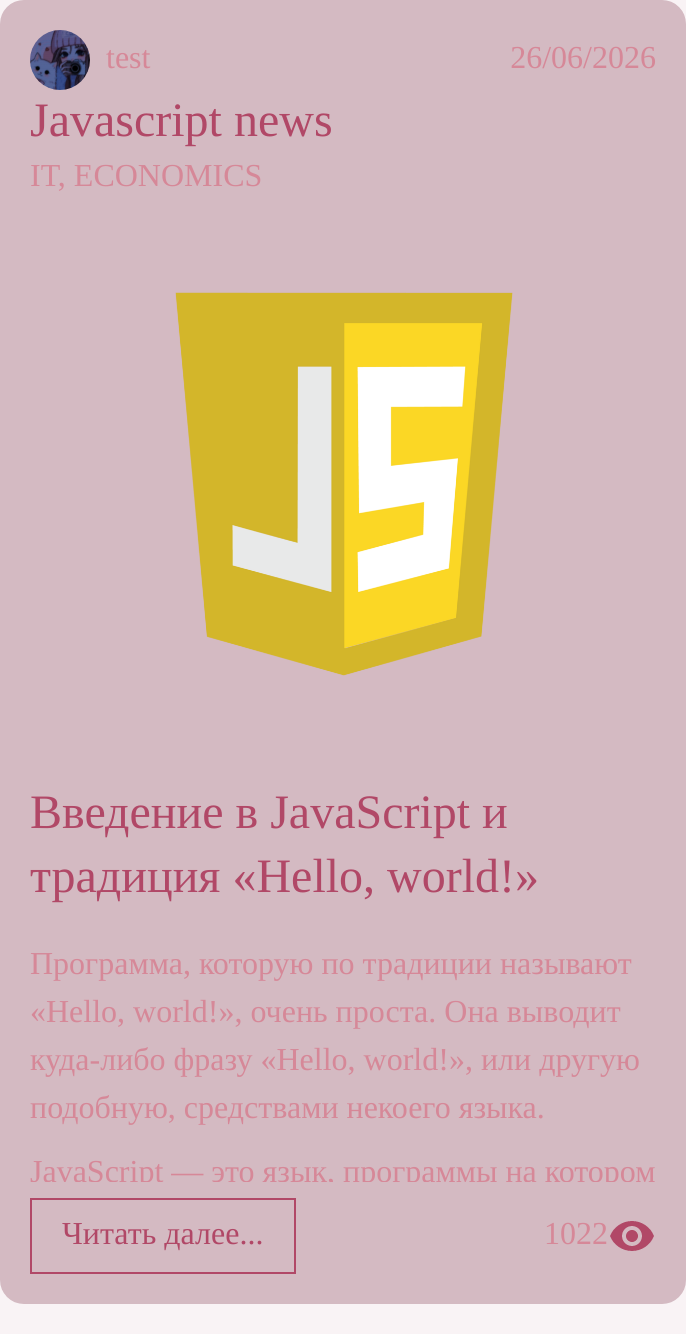 test 26/06/2026
Javascript news
IT, ECONOMICS
JS
Введение в JavaScript и
традиция «Hello, world!»
Программа, которую по традиции называют
«Hello, world!», очень проста. Она выводит
куда-либо фразу «Hello, world!», или другую
подобную, средствами некоего языка.
JavaScript — это язык, программы на котором
Читать далее... 1022